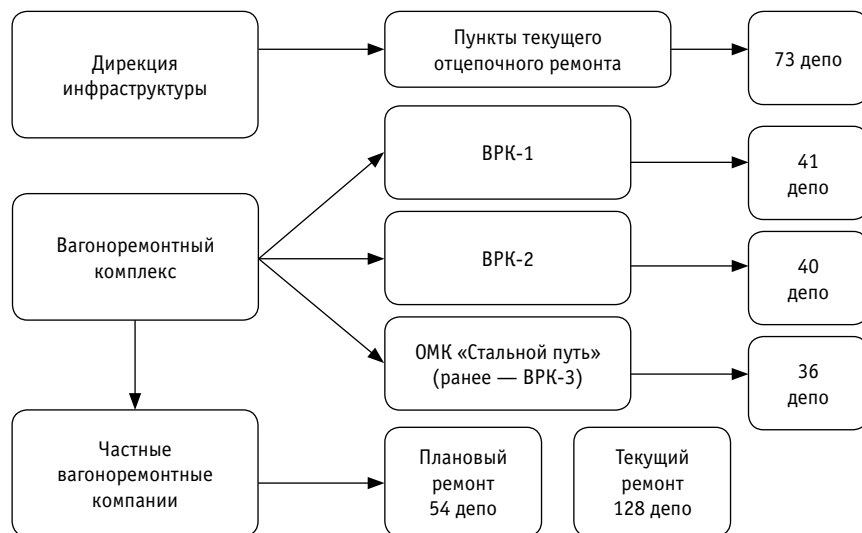 Дирекция
инфраструктуры
Пункты текущего
отцепочного ремонта
73 депо
ВРК-1
41
депо
Вагоноремонтный
комплекс
ВРК-2
40
депо
ОМК «Стальной путь»
(ранее — ВРК-3)
36
депо
Частные
вагоноремонтные
компании
Плановый
ремонт
54 депо
Текущий
ремонт
128 депо